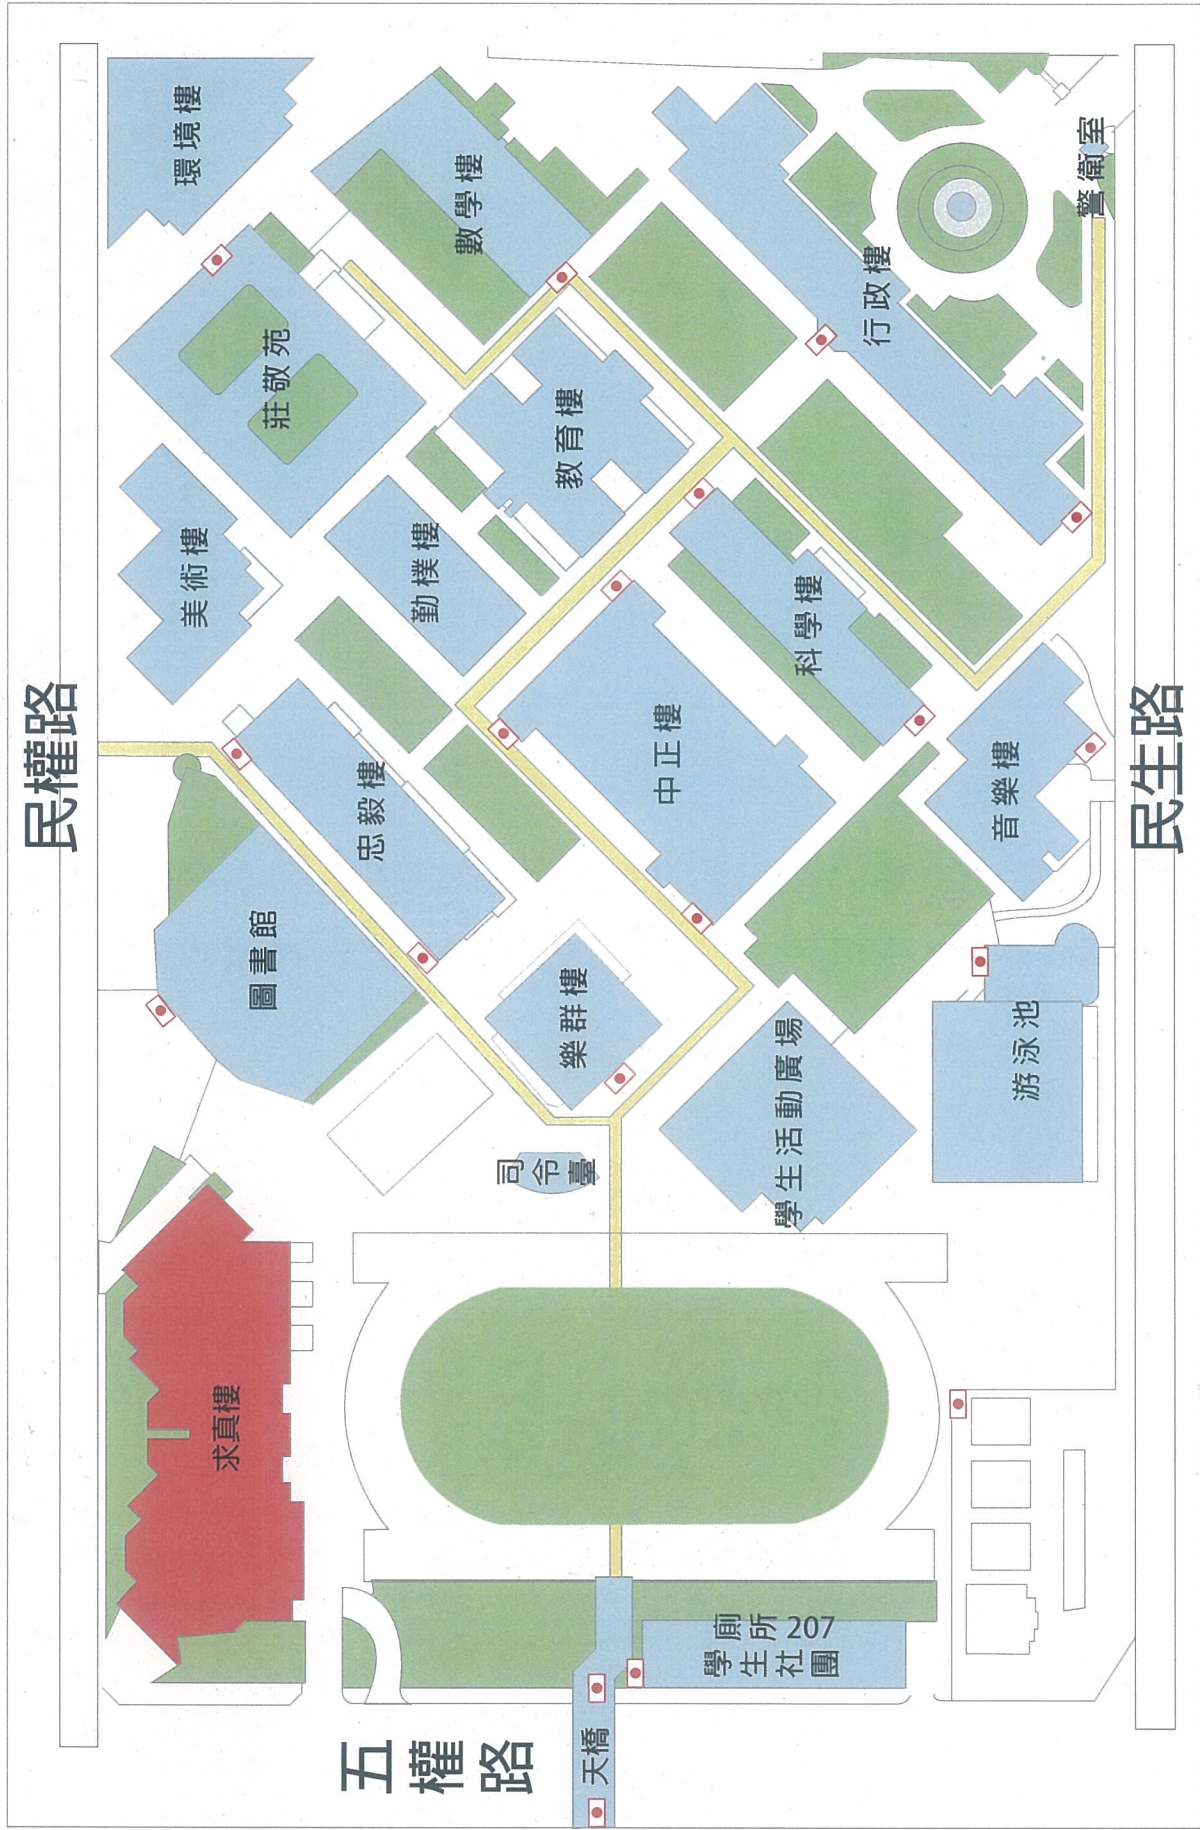 民權路
環境樓
數學樓
莊敬苑
警衛室
行政樓
教育樓
美術樓
勤樸樓
科學樓
忠毅樓
中正樓
音樂樓
民生路
圖書館
樂群樓
學生活動廣場
游泳池
司令臺
求真樓
廁所 207
學生社團
五權路
天橋